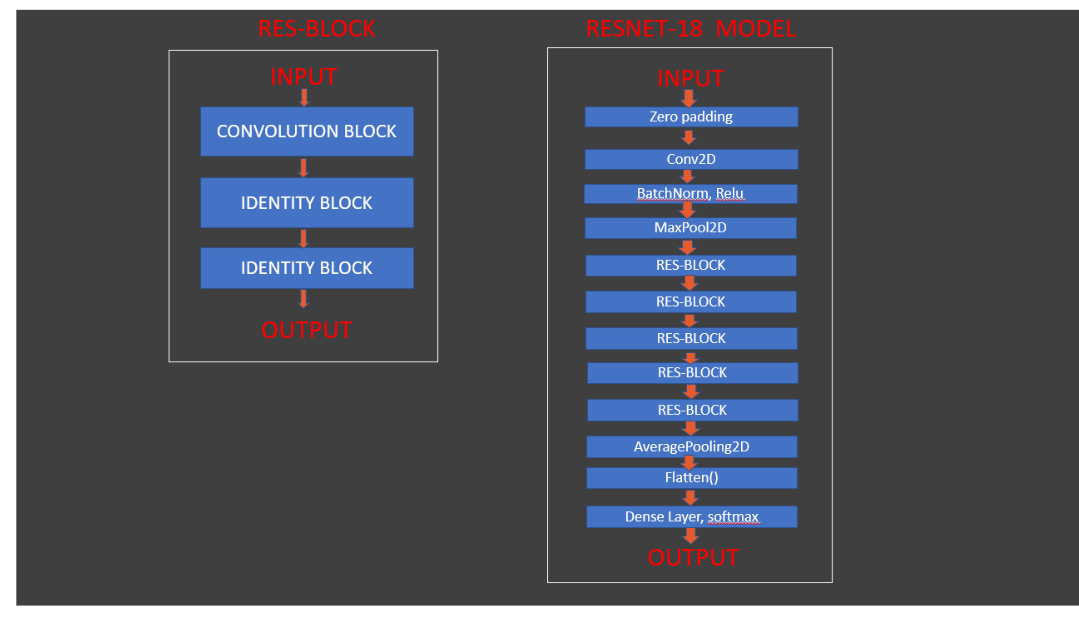 RES-BLOCK
INPUT
CONVOLUTION BLOCK
IDENTITY BLOCK
IDENTITY BLOCK
OUTPUT
RESNET-18 MODEL
INPUT
Zero padding
Conv2D
BatchNorm, Relu
MaxPool2D
RES-BLOCK
RES-BLOCK
RES-BLOCK
RES-BLOCK
RES-BLOCK
AveragePooling2D
Flatten()
Dense Layer, softmax
OUTPUT